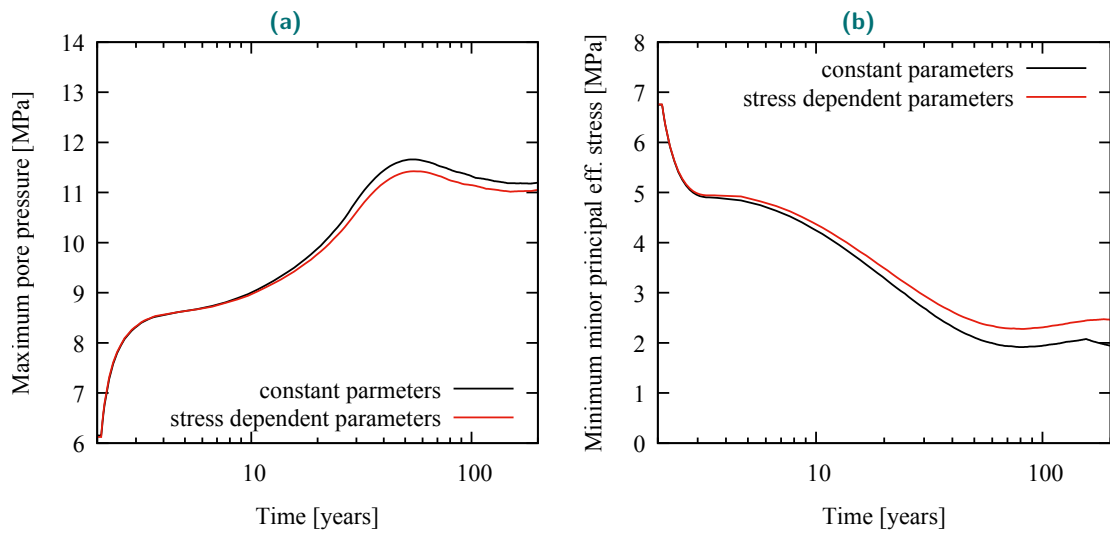 (a)
Maximum pore pressure [MPa]
14
13
12
11
10
9
8
7
6
constant parmeters
stress dependent parameters
10
100
Time [years]
(b)
Minimum minor principal eff. stress [MPa]
8
7
6
5
4
3
2
1
0
constant parameters
stress dependent parameters
10
100
Time [years]